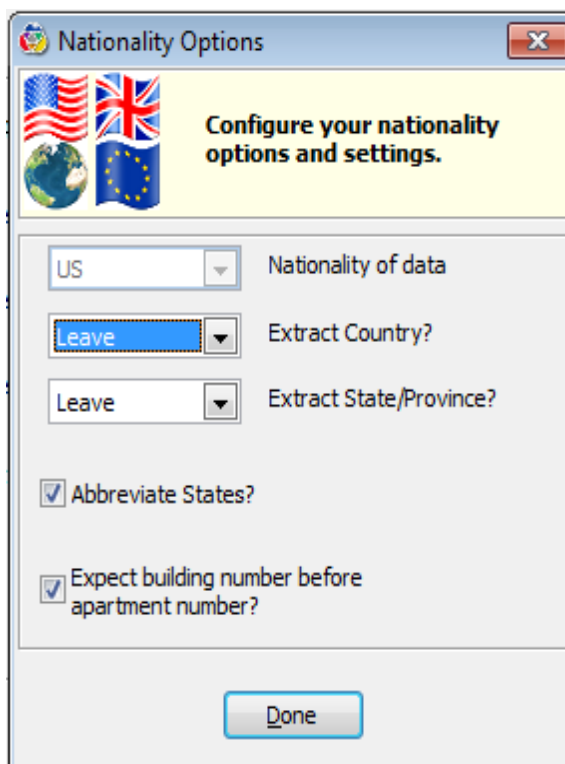 Nationality Options
Configure your nationality
options and settings.
US Nationality of data
Leave Extract Country?
Leave Extract State/Province?
Abbreviate States?
Expect building number before
apartment number?
Done